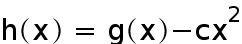 h(x) = g(x)−cx²